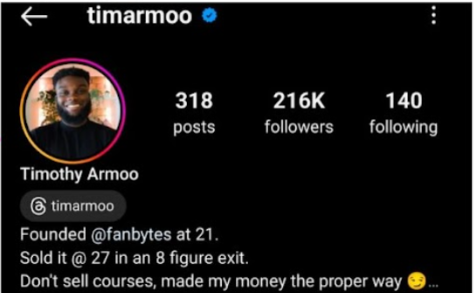 timarmoo
318 216K 140
posts followers following
Timothy Armoo
timarmoo
Founded @fanbytes at 21.
Sold it @ 27 in an 8 figure exit.
Don't sell courses, made my money the proper way 😏...